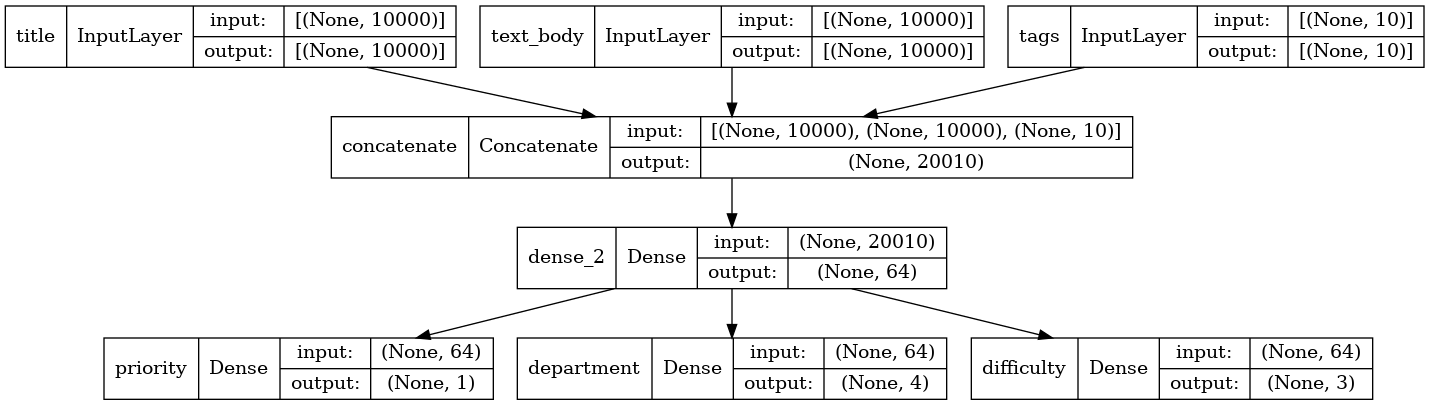 title InputLayer input: [(None, 10000)]
output: [(None, 10000)]
text_body InputLayer input: [(None, 10000)]
output: [(None, 10000)]
tags InputLayer input: [(None, 10)]
output: [(None, 10)]
concatenate Concatenate input: [(None, 10000), (None, 10000), (None, 10)]
output: (None, 20010)
dense_2 Dense input: (None, 20010)
output: (None, 64)
priority Dense input: (None, 64)
output: (None, 1)
department Dense input: (None, 64)
output: (None, 4)
difficulty Dense input: (None, 64)
output: (None, 3)